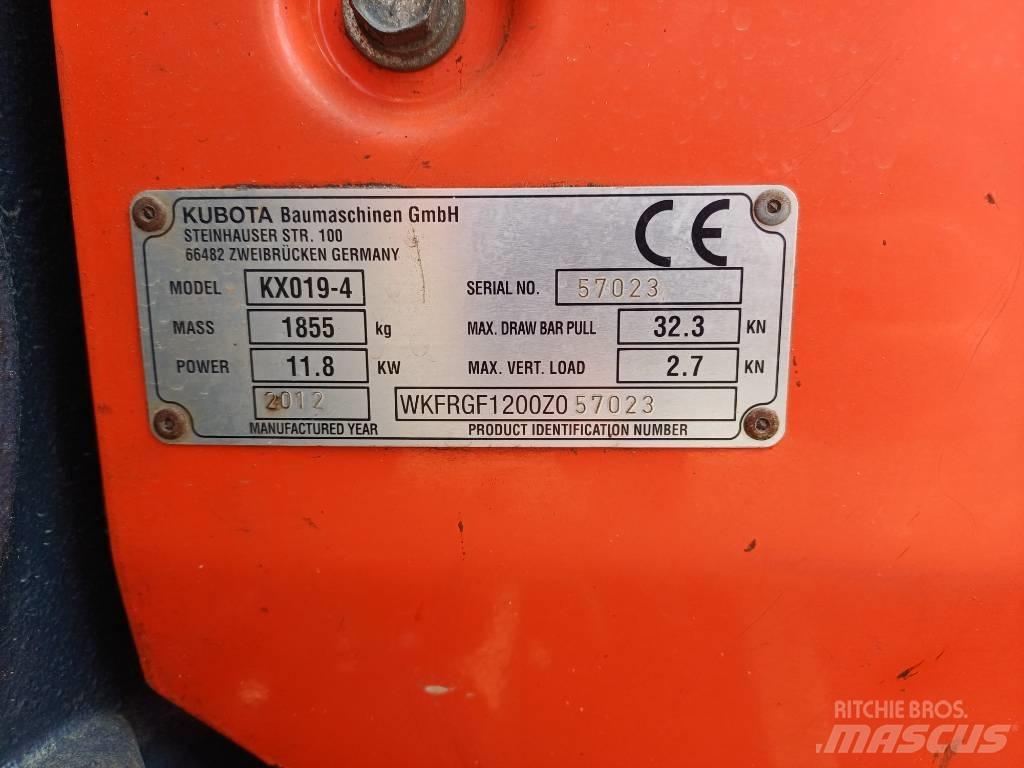 KUBOTA Baumaschinen GmbH
STEINHAUSER STR. 100
66482 ZWEIBRÜCKEN GERMANY
CE
MODEL KX019-4
SERIAL NO. 57023
MASS 1855 kg
MAX. DRAW BAR PULL 32.3 KN
POWER 11.8 KW
MAX. VERT. LOAD 2.7 KN
2012 WKFRGF1200Z057023
MANUFACTURED YEAR PRODUCT IDENTIFICATION NUMBER
RITCHIE BROS.
MASCUS